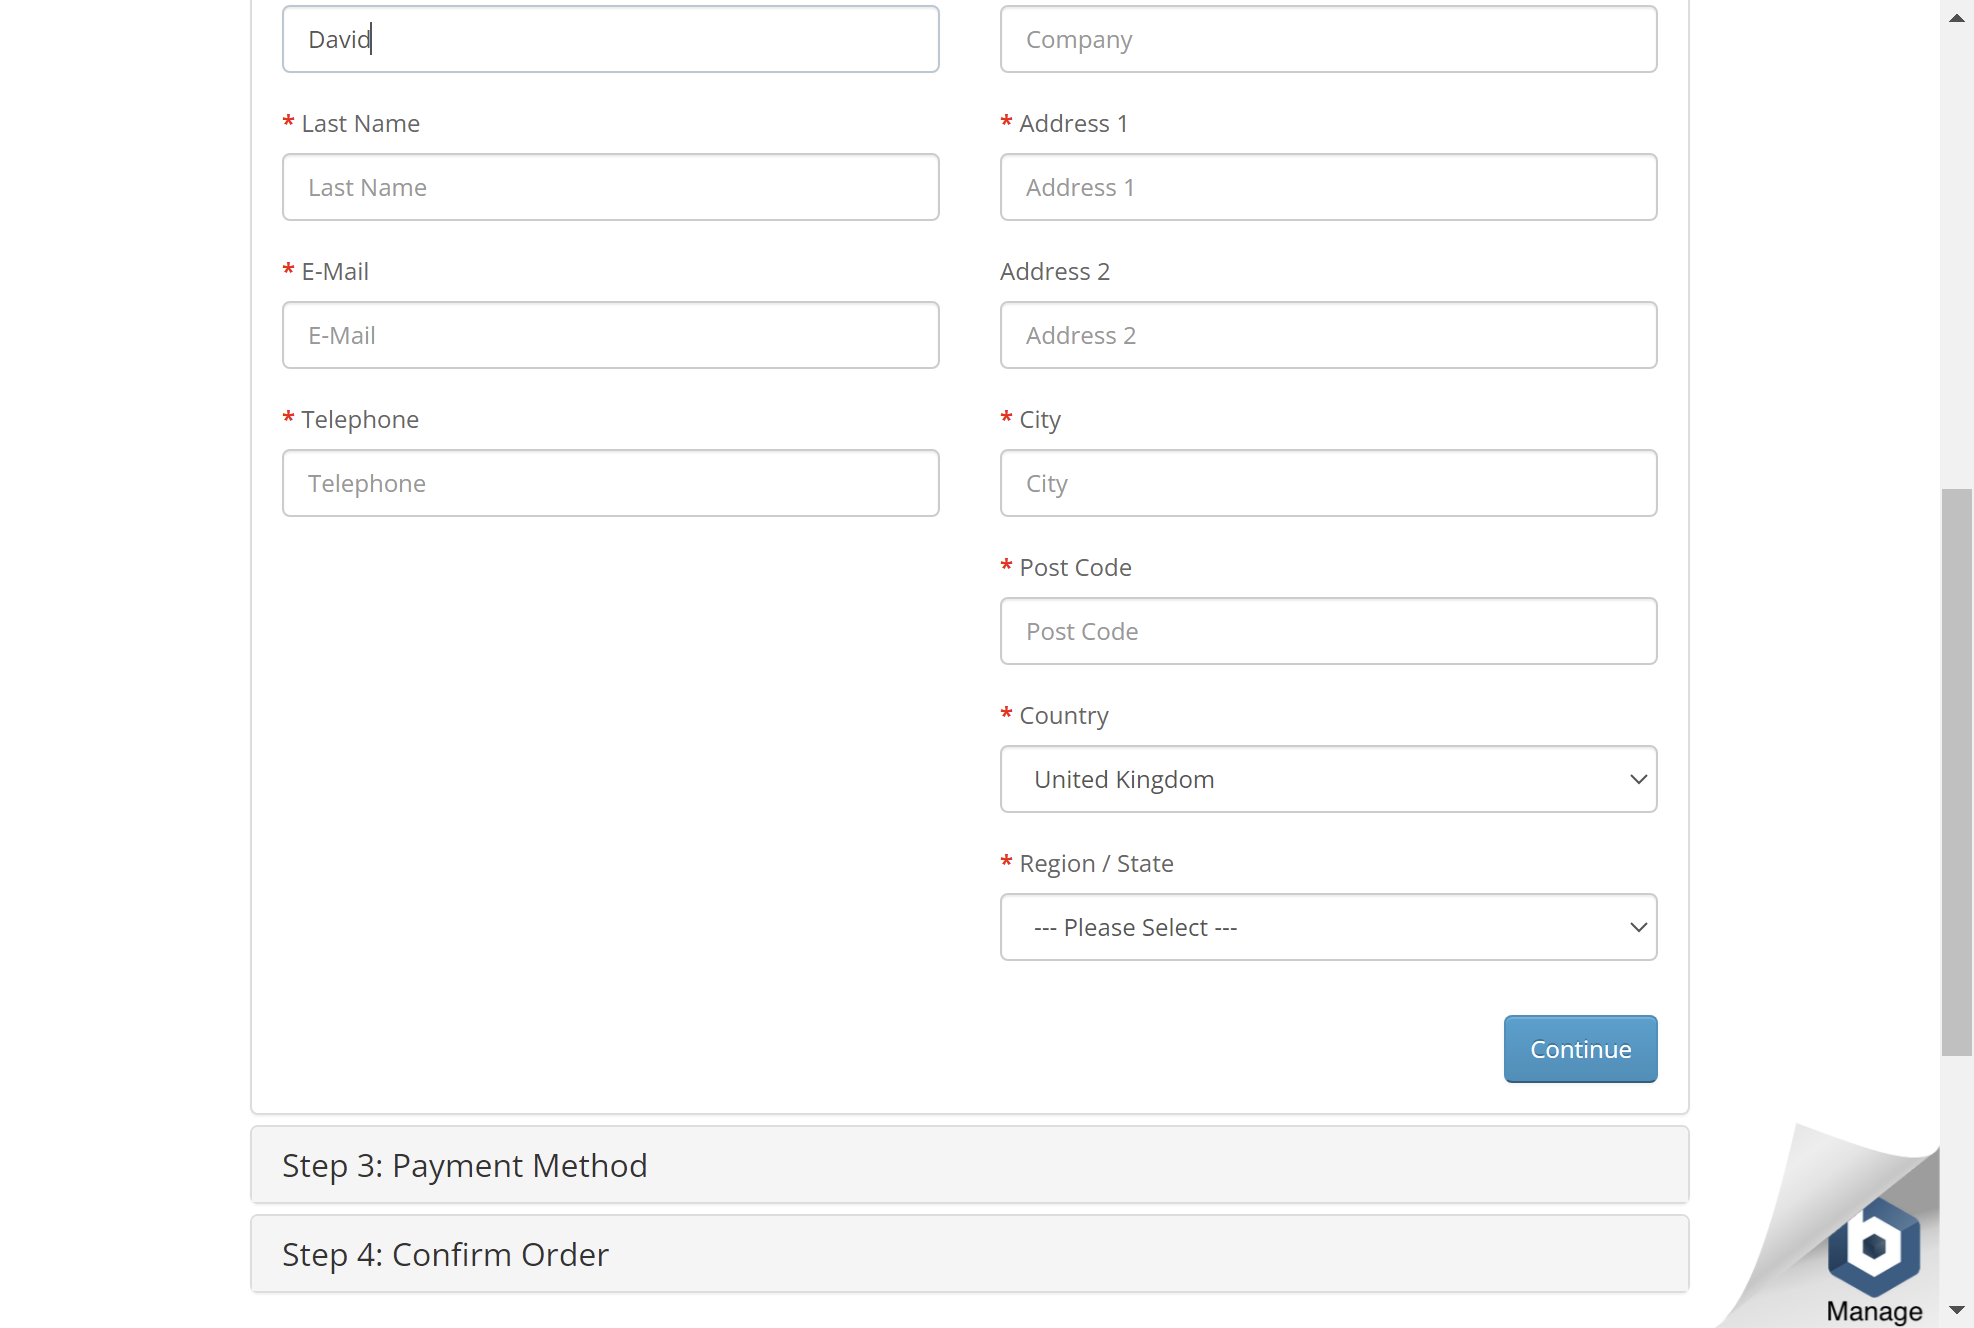 David
* Last Name
Last Name
* E-Mail
E-Mail
* Telephone
Telephone
Company
* Address 1
Address 1
Address 2
Address 2
* City
City
* Post Code
Post Code
* Country
United Kingdom
* Region / State
--- Please Select ---
Continue
Step 3: Payment Method
Step 4: Confirm Order
b
Manage